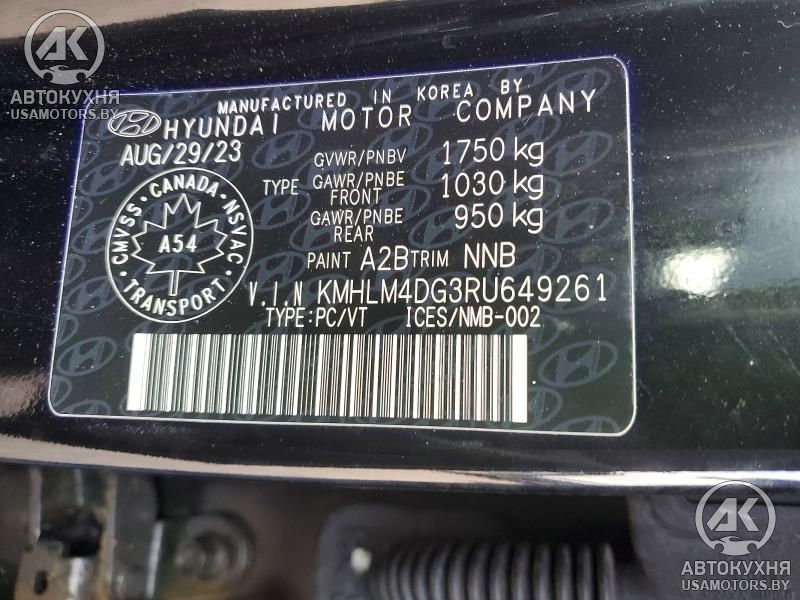 АВТОКУХНЯ
USAMOTORS.BY
MANUFACTURED IN KOREA BY
HYUNDAI MOTOR COMPANY
AUG/29/23
GVWR/PNBV 1750 kg
TYPE GAWR/PNBE FRONT 1030 kg
GAWR/PNBE REAR 950 kg
PAINT A2B TRIM NNB
CMVSS · CANADA · NSVAC
A54
TRANSPORT
V.I.N KMHLM4DG3RU649261
TYPE:PC/VT ICES/NMB-002
АВТОКУХНЯ
USAMOTORS.BY